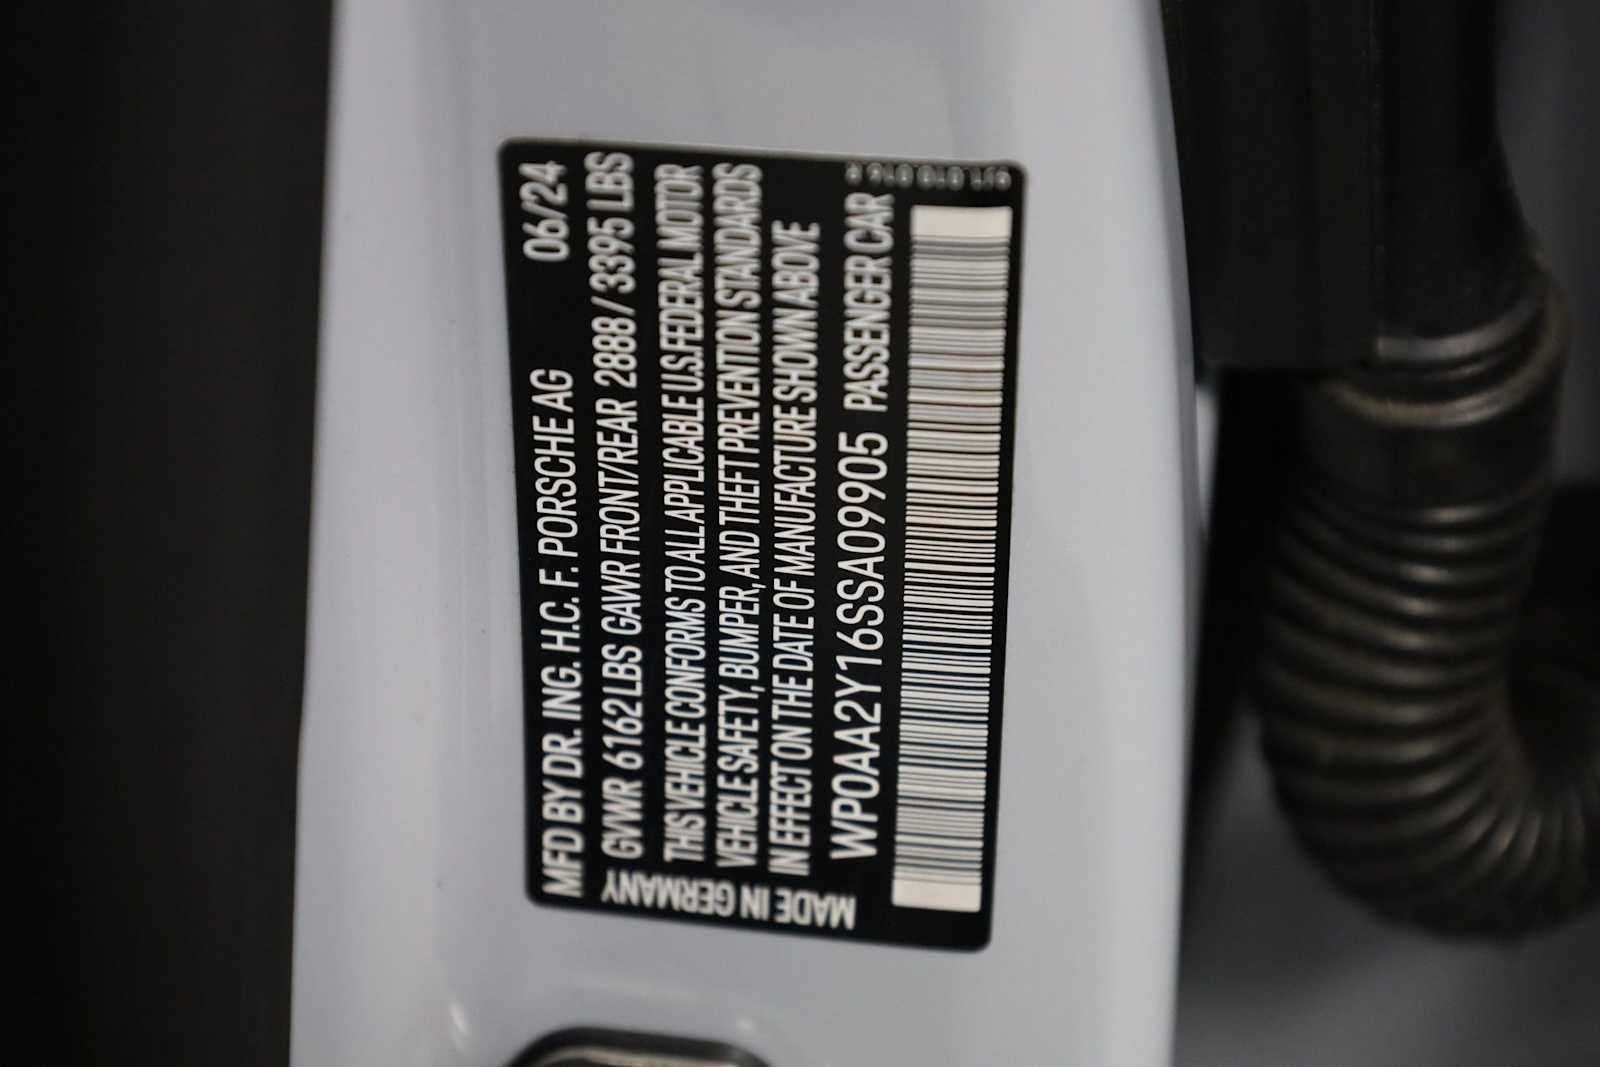 MFD BY DR. ING. H.C. F. PORSCHE AG 06/24
GVWR 6162 LBS GAWR FRONT/REAR 2888 / 3395 LBS
THIS VEHICLE CONFORMS TO ALL APPLICABLE U.S. FEDERAL MOTOR
VEHICLE SAFETY, BUMPER, AND THEFT PREVENTION STANDARDS
IN EFFECT ON THE DATE OF MANUFACTURE SHOWN ABOVE
WP0AA2Y16SSA09905 PASSENGER CAR
MADE IN GERMANY